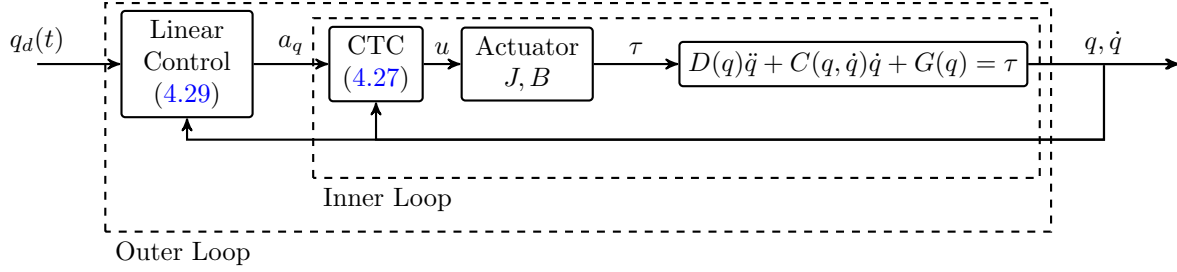 q_d(t)
Linear
Control
(4.29)
a_q
CTC
(4.27)
u
Actuator
J, B
τ
D(q)q̈ + C(q, q̇)q̇ + G(q) = τ
q, q̇
Inner Loop
Outer Loop